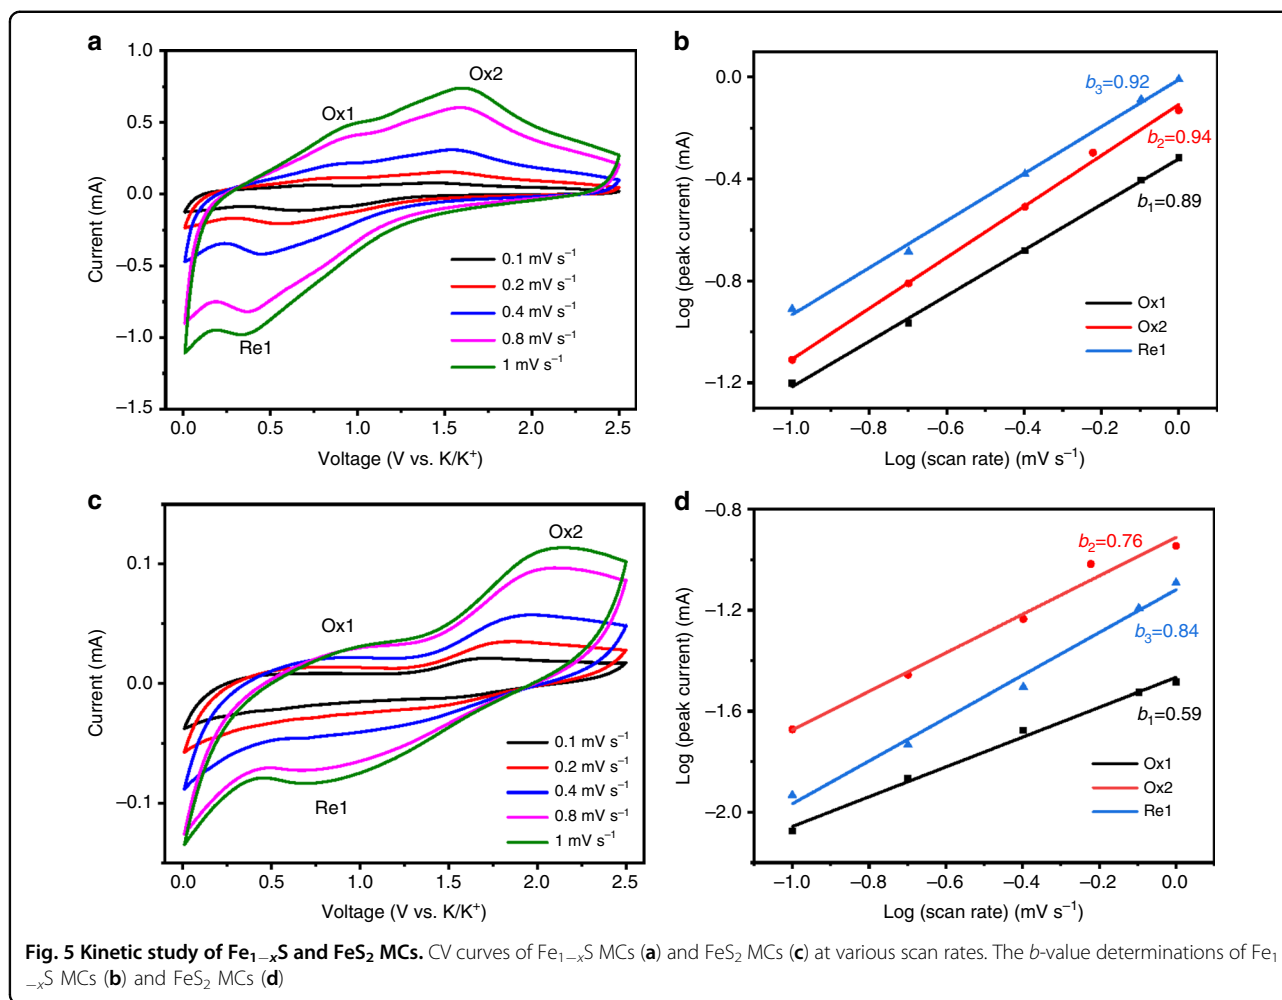 a
Ox2
Ox1
Re1
1.0
0.5
0.0
−0.5
−1.0
−1.5
Current (mA)
0.1 mV s⁻¹
0.2 mV s⁻¹
0.4 mV s⁻¹
0.8 mV s⁻¹
1 mV s⁻¹
0.0 0.5 1.0 1.5 2.0 2.5
Voltage (V vs. K/K⁺)
b
0.0
−0.4
−0.8
−1.2
Log (peak current) (mA)
b₃=0.92
b₂=0.94
b₁=0.89
Ox1
Ox2
Re1
−1.0 −0.8 −0.6 −0.4 −0.2 0.0
Log (scan rate) (mV s⁻¹)
c
Ox2
Ox1
Re1
0.1
0.0
−0.1
Current (mA)
0.1 mV s⁻¹
0.2 mV s⁻¹
0.4 mV s⁻¹
0.8 mV s⁻¹
1 mV s⁻¹
0.0 0.5 1.0 1.5 2.0 2.5
Voltage (V vs. K/K⁺)
d
−0.8
−1.2
−1.6
−2.0
Log (peak current) (mA)
b₂=0.76
b₃=0.84
b₁=0.59
Ox1
Ox2
Re1
−1.0 −0.8 −0.6 −0.4 −0.2 0.0
Log (scan rate) (mV s⁻¹)
Fig. 5 Kinetic study of Fe₁₋ₓS and FeS₂ MCs. CV curves of Fe₁₋ₓS MCs (a) and FeS₂ MCs (c) at various scan rates. The b-value determinations of Fe₁
₋ₓS MCs (b) and FeS₂ MCs (d)